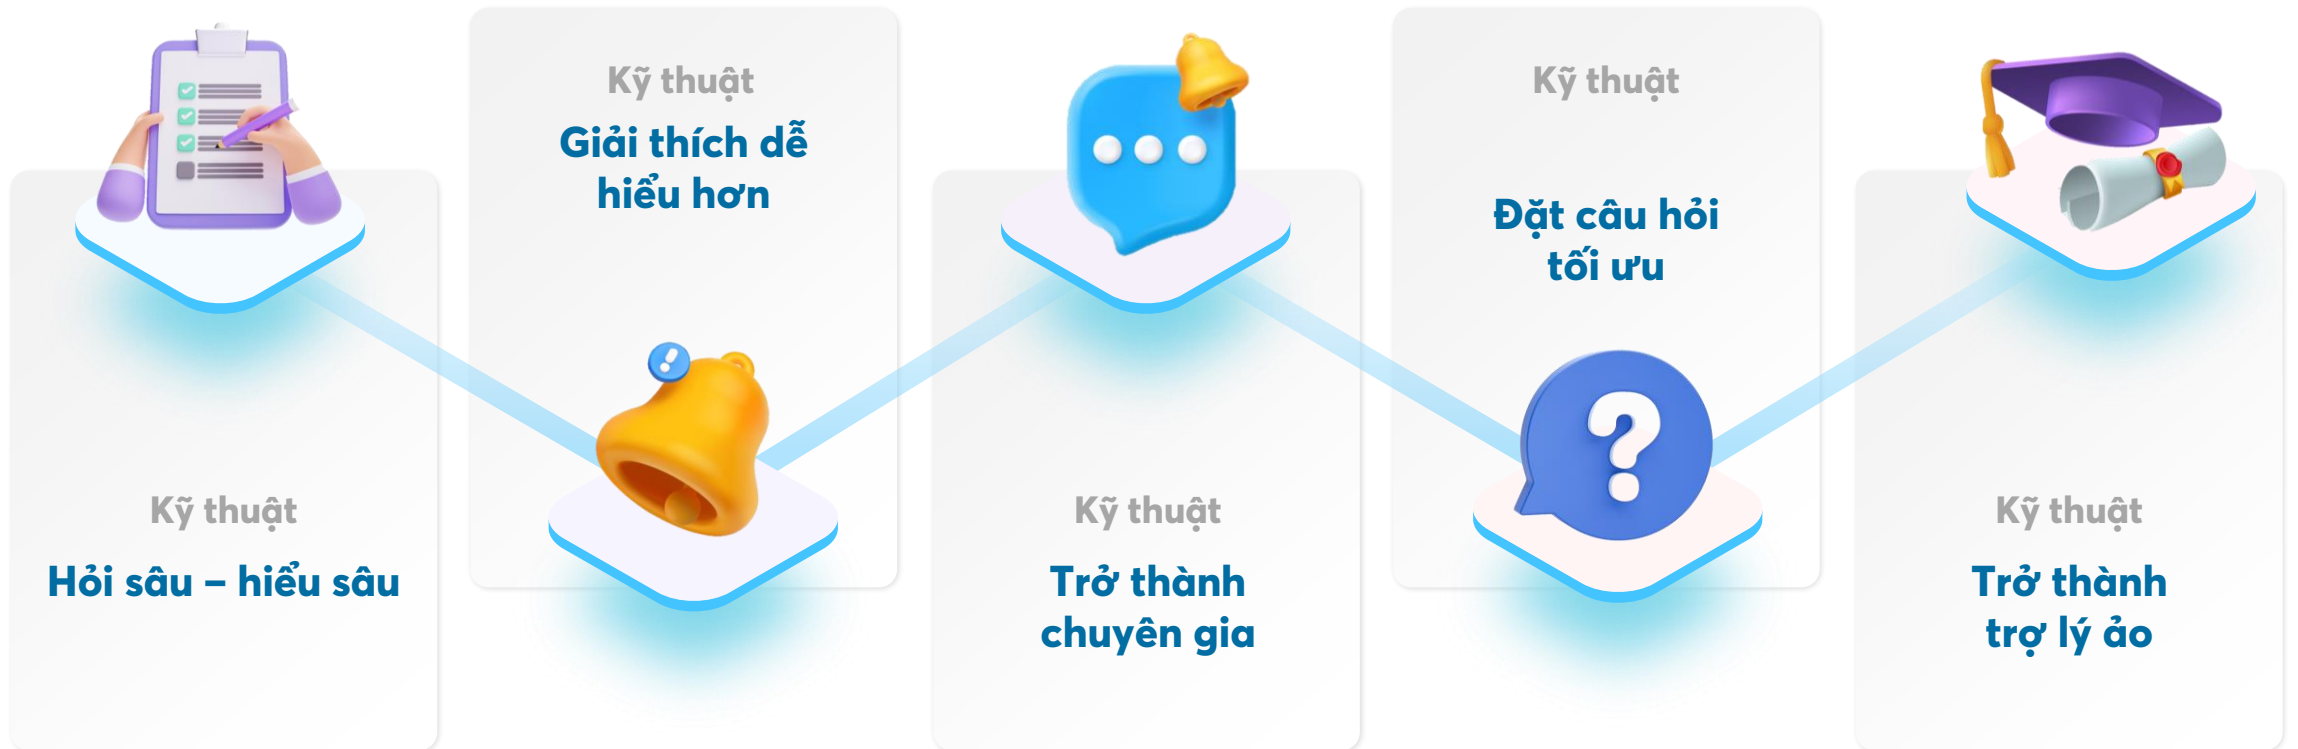 Kỹ thuật
Hỏi sâu – hiểu sâu
Kỹ thuật
Giải thích dễ
hiểu hơn
Kỹ thuật
Trở thành
chuyên gia
Kỹ thuật
Đặt câu hỏi
tối ưu
Kỹ thuật
Trở thành
trợ lý ảo